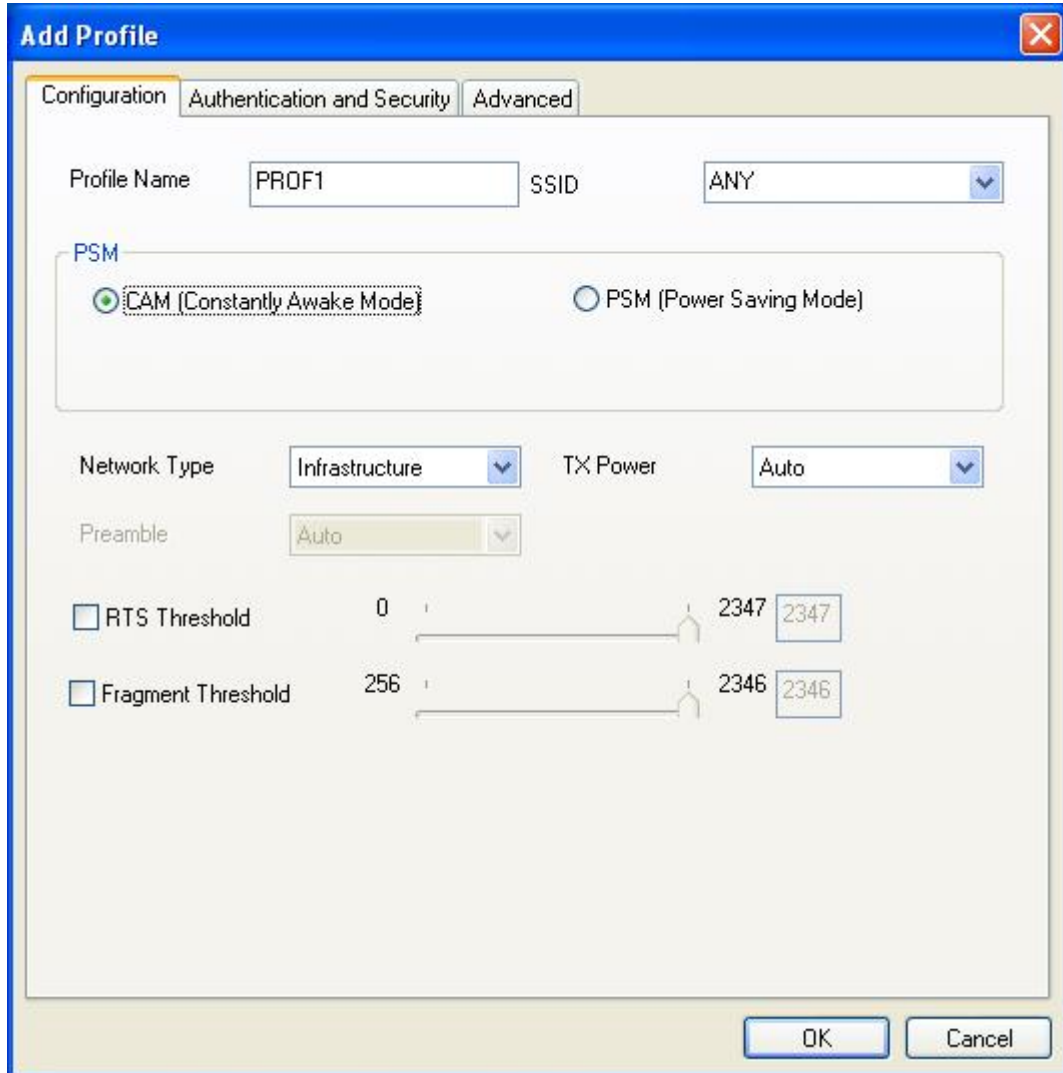 Add Profile
Configuration Authentication and Security Advanced
Profile Name PROF1 SSID ANY
PSM
CAM (Constantly Awake Mode) PSM (Power Saving Mode)
Network Type Infrastructure TX Power Auto
Preamble Auto
RTS Threshold 0 2347 2347
Fragment Threshold 256 2346 2346
OK Cancel